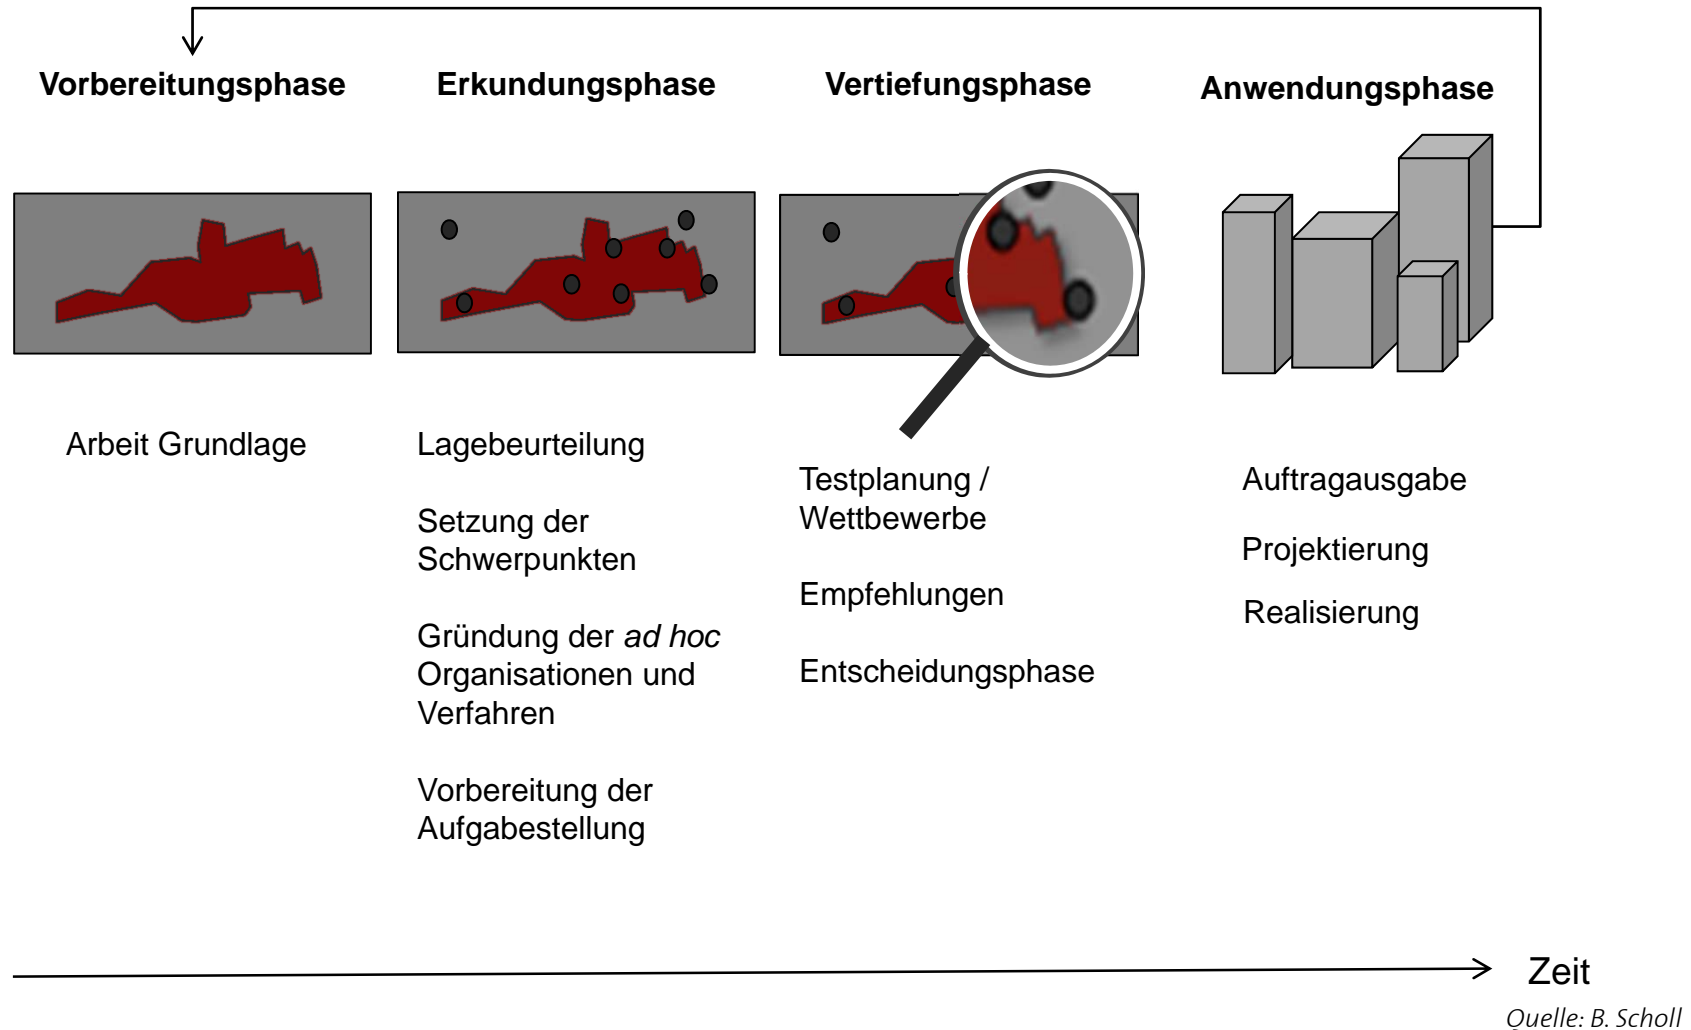 Vorbereitungsphase
Arbeit Grundlage
Erkundungsphase
Lagebeurteilung
Setzung der
Schwerpunkten
Gründung der ad hoc
Organisationen und
Verfahren
Vorbereitung der
Aufgabestellung
Vertiefungsphase
Testplanung /
Wettbewerbe
Empfehlungen
Entscheidungsphase
Anwendungsphase
Auftragausgabe
Projektierung
Realisierung
Zeit
Quelle: B. Scholl